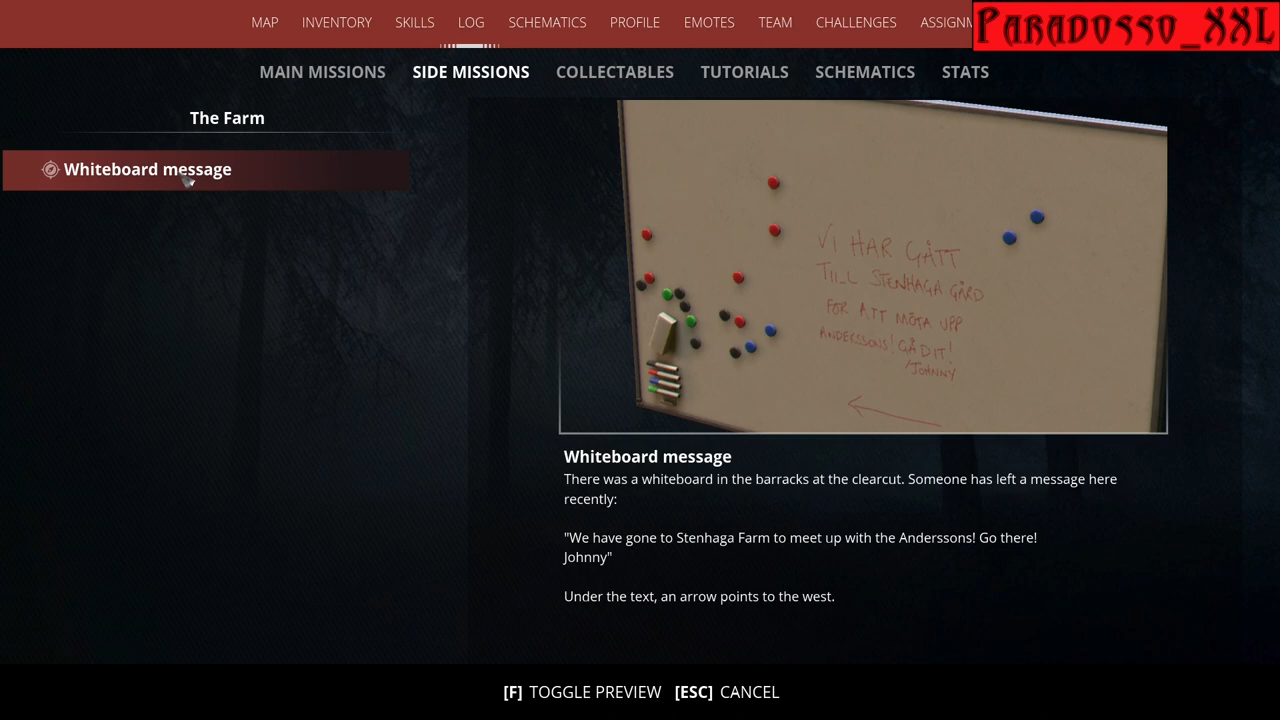 MAP INVENTORY SKILLS LOG SCHEMATICS PROFILE EMOTES TEAM CHALLENGES ASSIGNM
Paradosso_XXL
MAIN MISSIONS SIDE MISSIONS COLLECTABLES TUTORIALS SCHEMATICS STATS
The Farm
Whiteboard message
VI HAR GÅTT
TILL STENHAGA GÅRD
FÖR ATT MÖTA UPP
ANDERSSONS! GÅ DIT!
/JOHNNY
Whiteboard message
There was a whiteboard in the barracks at the clearcut. Someone has left a message here
recently:
"We have gone to Stenhaga Farm to meet up with the Anderssons! Go there!
Johnny"
Under the text, an arrow points to the west.
[F] TOGGLE PREVIEW [ESC] CANCEL